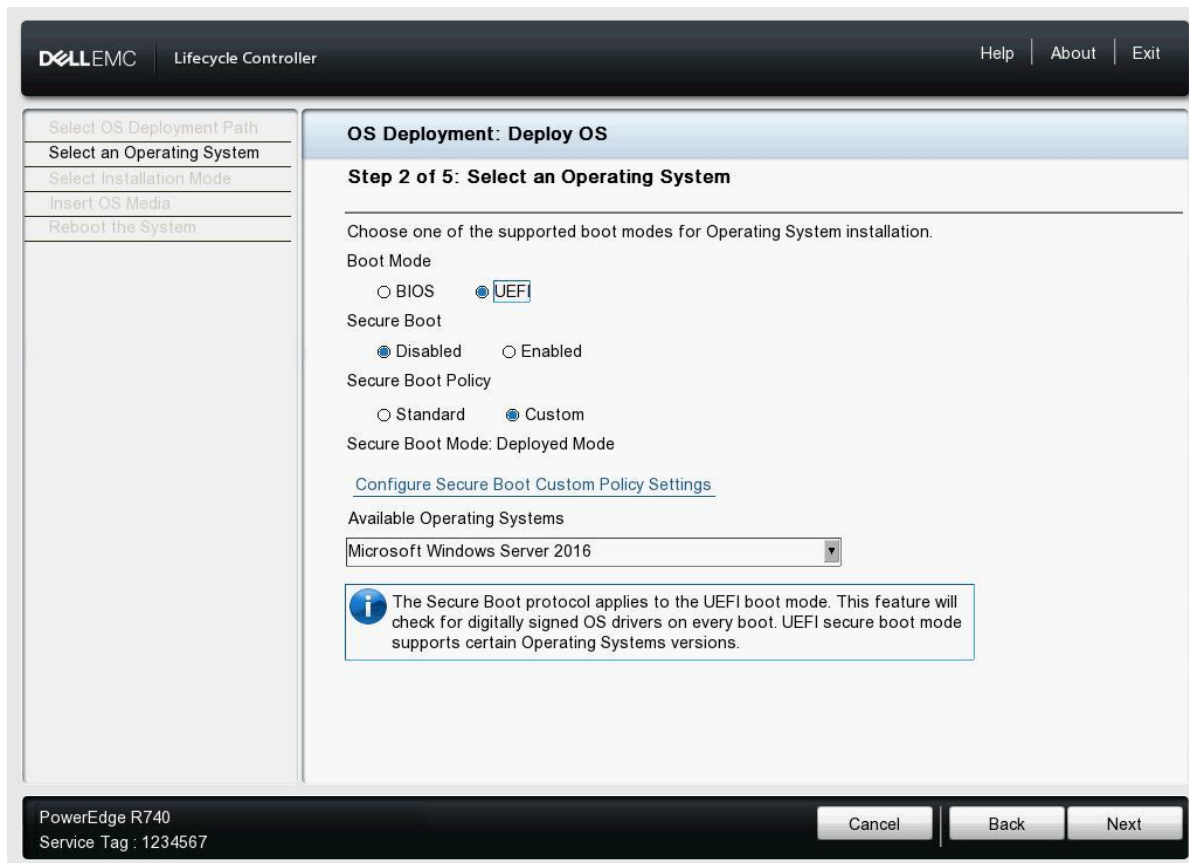 DELLEMC Lifecycle Controller Help About Exit
Select OS Deployment Path
Select an Operating System
Select Installation Mode
Insert OS Media
Reboot the System
OS Deployment: Deploy OS
Step 2 of 5: Select an Operating System
Choose one of the supported boot modes for Operating System installation.
Boot Mode
BIOS UEFI
Secure Boot
Disabled Enabled
Secure Boot Policy
Standard Custom
Secure Boot Mode: Deployed Mode
Configure Secure Boot Custom Policy Settings
Available Operating Systems
Microsoft Windows Server 2016
i The Secure Boot protocol applies to the UEFI boot mode. This feature will
check for digitally signed OS drivers on every boot. UEFI secure boot mode
supports certain Operating Systems versions.
PowerEdge R740
Service Tag : 1234567
Cancel Back Next